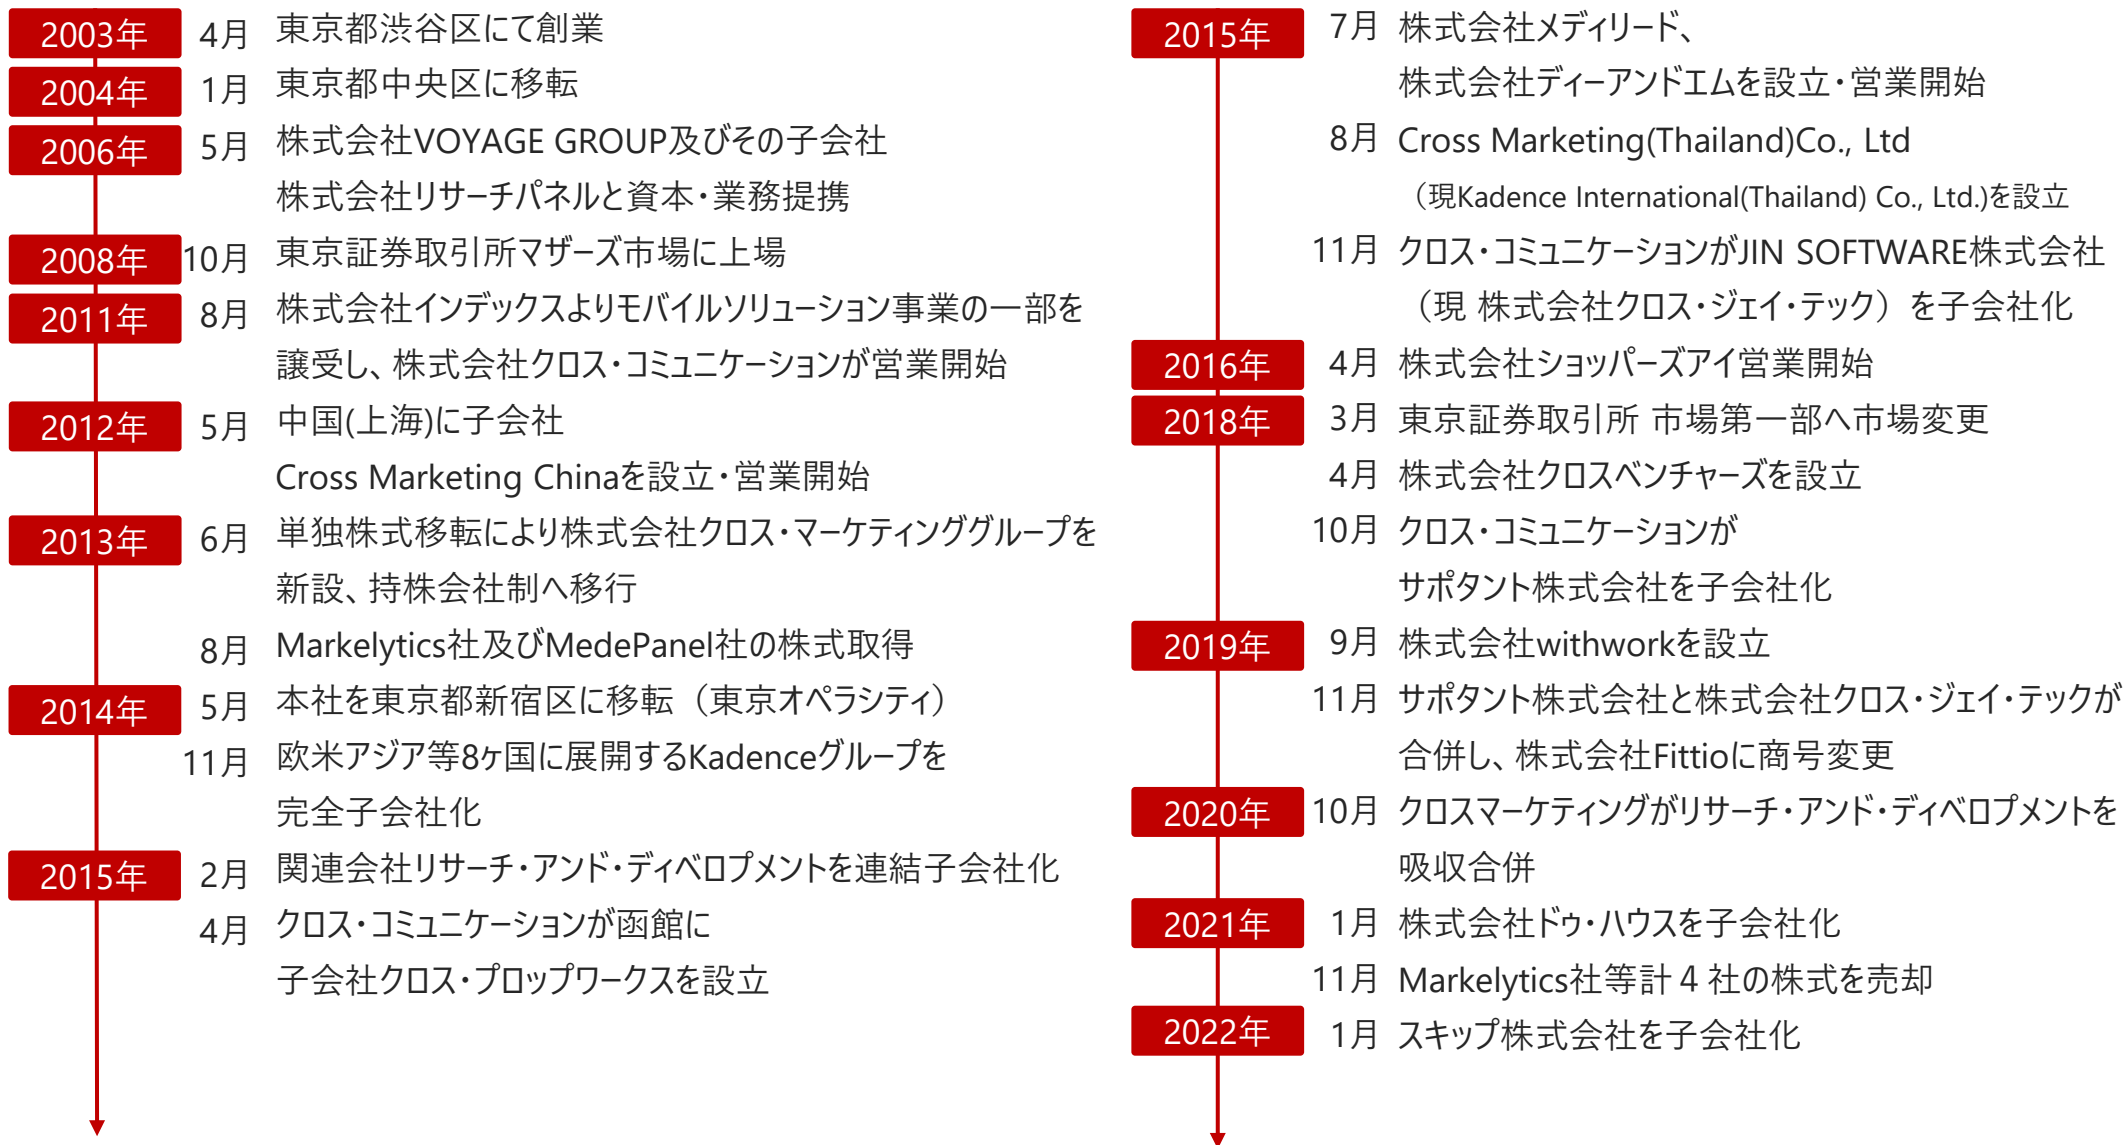 2003年 4月 東京都渋谷区にて創業
2004年 1月 東京都中央区に移転
2006年 5月 株式会社VOYAGE GROUP及びその子会社
株式会社リサーチパネルと資本・業務提携
2008年 10月 東京証券取引所マザーズ市場に上場
2011年 8月 株式会社インデックスよりモバイルソリューション事業の一部を
譲受し、株式会社クロス・コミュニケーションが営業開始
2012年 5月 中国(上海)に子会社
Cross Marketing Chinaを設立・営業開始
2013年 6月 単独株式移転により株式会社クロス・マーケティンググループを
新設、持株会社制へ移行
8月 Markelytics社及びMedePanel社の株式取得
2014年 5月 本社を東京都新宿区に移転（東京オペラシティ）
11月 欧米アジア等8ヶ国に展開するKadenceグループを
完全子会社化
2015年 2月 関連会社リサーチ・アンド・ディベロプメントを連結子会社化
4月 クロス・コミュニケーションが函館に
子会社クロス・プロップワークスを設立
2015年 7月 株式会社メディリード、
株式会社ディーアンドエムを設立・営業開始
8月 Cross Marketing(Thailand)Co., Ltd
（現Kadence International(Thailand) Co., Ltd.)を設立
11月 クロス・コミュニケーションがJIN SOFTWARE株式会社
（現 株式会社クロス・ジェイ・テック）を子会社化
2016年 4月 株式会社ショッパーズアイ営業開始
2018年 3月 東京証券取引所 市場第一部へ市場変更
4月 株式会社クロスベンチャーズを設立
10月 クロス・コミュニケーションが
サポタント株式会社を子会社化
2019年 9月 株式会社withworkを設立
11月 サポタント株式会社と株式会社クロス・ジェイ・テックが
合併し、株式会社Fittioに商号変更
2020年 10月 クロスマーケティングがリサーチ・アンド・ディベロプメントを
吸収合併
2021年 1月 株式会社ドゥ・ハウスを子会社化
11月 Markelytics社等計４社の株式を売却
2022年 1月 スキップ株式会社を子会社化